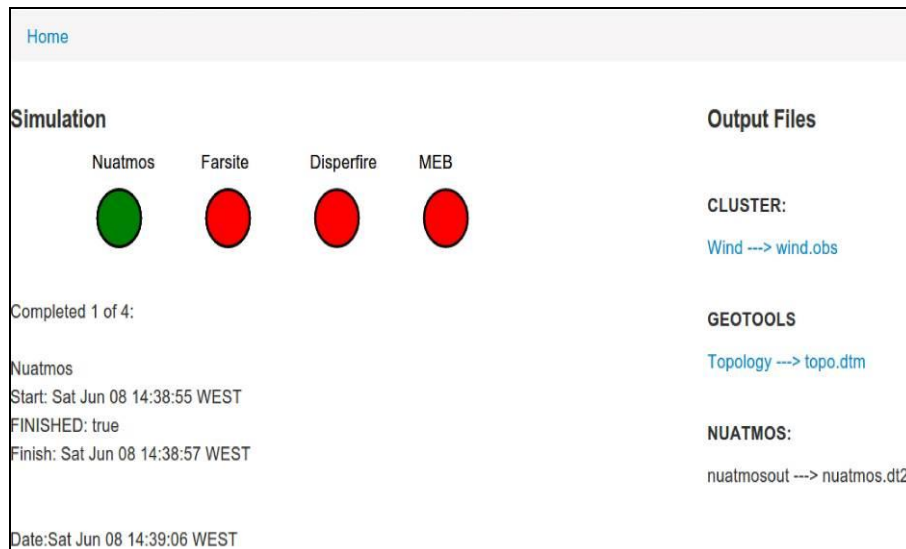 Home
Simulation
Nuatmos Farsite Disperfire MEB
Completed 1 of 4:
Nuatmos
Start: Sat Jun 08 14:38:55 WEST
FINISHED: true
Finish: Sat Jun 08 14:38:57 WEST
Date:Sat Jun 08 14:39:06 WEST
Output Files
CLUSTER:
Wind ---> wind.obs
GEOTOOLS
Topology ---> topo.dtm
NUATMOS:
nuatmosout ---> nuatmos.dt2